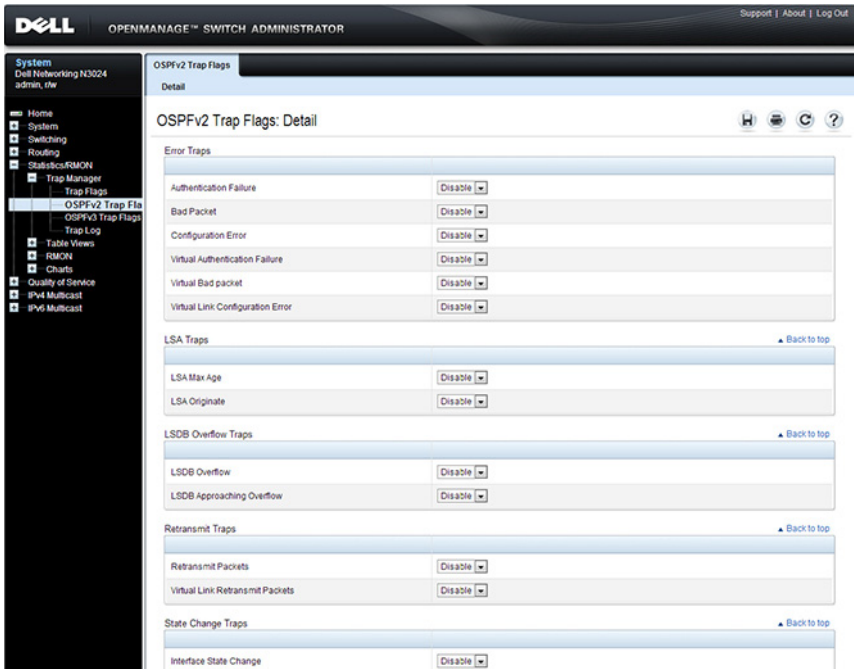 DELL
OPENMANAGE™ SWITCH ADMINISTRATOR
Support | About | Log Out
System
Dell Networking N3024
admin, r/w
Home
System
Switching
Routing
Statistics/RMON
Trap Manager
Trap Flags
OSPFv2 Trap Fla
OSPFv3 Trap Flags
Trap Log
Table Views
RMON
Charts
Quality of Service
IPv4 Multicast
IPv6 Multicast
OSPFv2 Trap Flags
Detail
OSPFv2 Trap Flags: Detail
Error Traps
Authentication Failure Disable
Bad Packet Disable
Configuration Error Disable
Virtual Authentication Failure Disable
Virtual Bad packet Disable
Virtual Link Configuration Error Disable
LSA Traps Back to top
LSA Max Age Disable
LSA Originate Disable
LSDB Overflow Traps Back to top
LSDB Overflow Disable
LSDB Approaching Overflow Disable
Retransmit Traps Back to top
Retransmit Packets Disable
Virtual Link Retransmit Packets Disable
State Change Traps Back to top
Interface State Change Disable